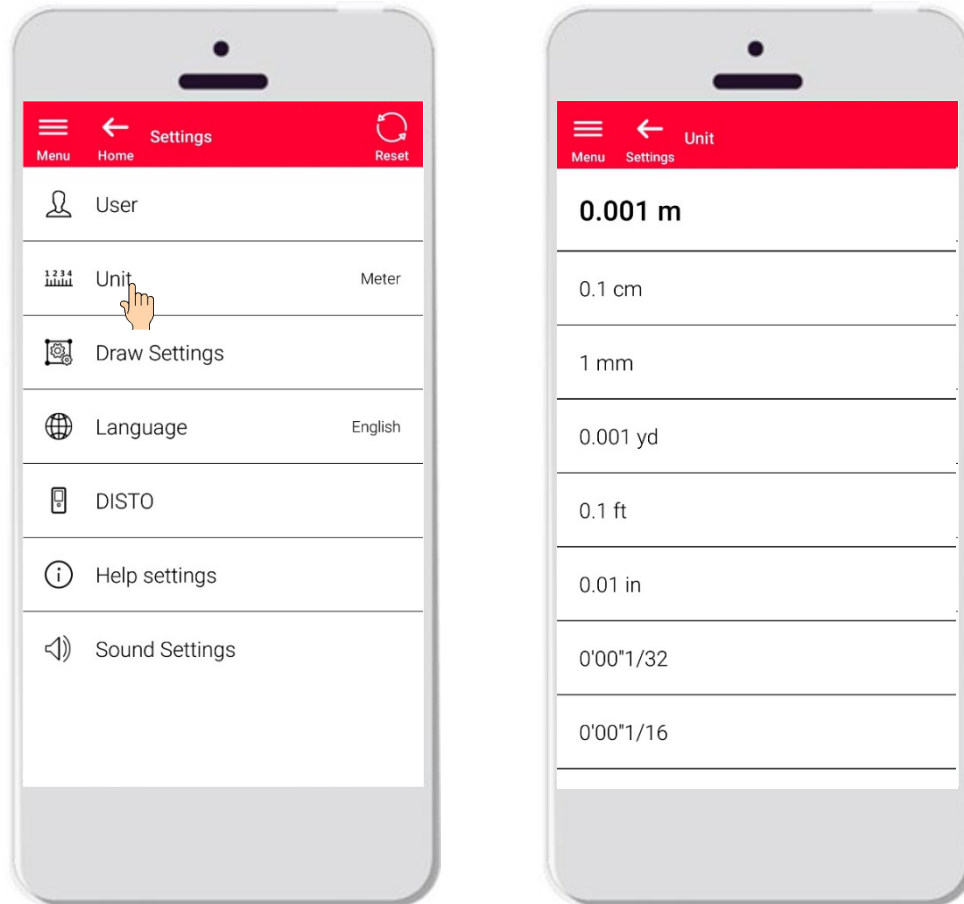 Settings
Menu Home Reset
User
1234
Unit Meter
Draw Settings
Language English
DISTO
Help settings
Sound Settings
Unit
Menu Settings
0.001 m
0.1 cm
1 mm
0.001 yd
0.1 ft
0.01 in
0'00"1/32
0'00"1/16